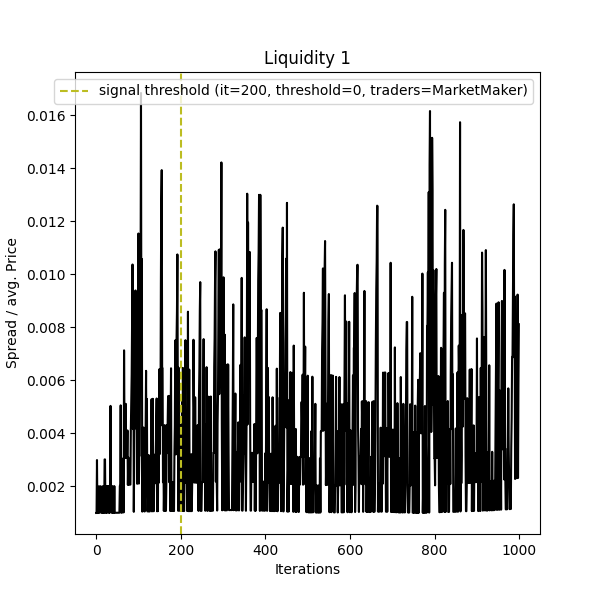 Liquidity 1
signal threshold (it=200, threshold=0, traders=MarketMaker)
0.016
0.014
0.012
0.010
0.008
0.006
0.004
0.002
Spread / avg. Price
0 200 400 600 800 1000
Iterations